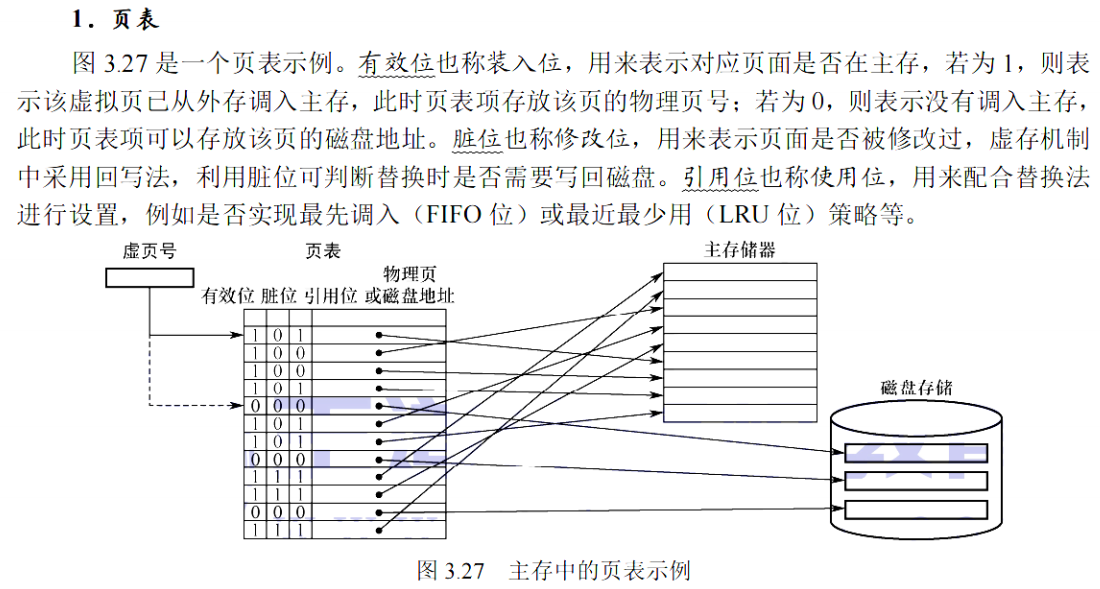 1．页表
图 3.27 是一个页表示例。有效位也称装入位，用来表示对应页面是否在主存，若为 1，则表
示该虚拟页已从外存调入主存，此时页表项存放该页的物理页号；若为 0，则表示没有调入主存，
此时页表项可以存放该页的磁盘地址。脏位也称修改位，用来表示页面是否被修改过，虚存机制
中采用回写法，利用脏位可判断替换时是否需要写回磁盘。引用位也称使用位，用来配合替换法
进行设置，例如是否实现最先调入（FIFO 位）或最近最少用（LRU 位）策略等。
虚页号
页表
主存储器
物理页
有效位 脏位 引用位 或磁盘地址
1 0 1
1 0 0
1 0 0
1 0 1
0 0 0
1 0 1
1 0 1
0 0 0
1 1 1
1 1 1
0 0 0
1 1 1
磁盘存储
图 3.27 主存中的页表示例